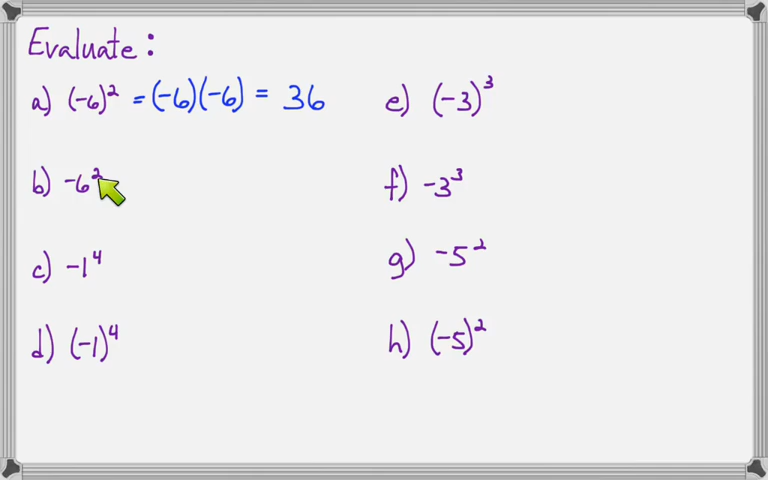 Evaluate:
a) (-6)² = (-6)(-6) = 36
b) -6²
c) -1⁴
d) (-1)⁴
e) (-3)³
f) -3³
g) -5²
h) (-5)²